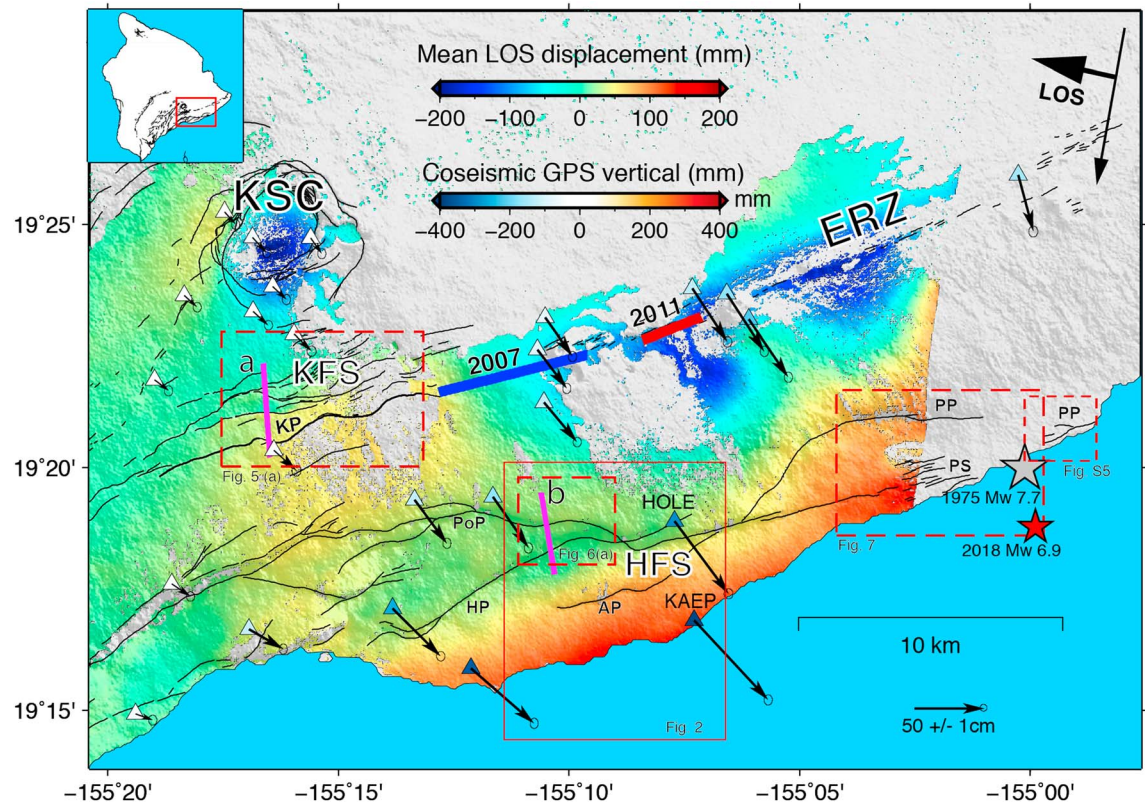 Mean LOS displacement (mm)
−200 −100 0 100 200
Coseismic GPS vertical (mm)
mm
−400 −200 0 200 400
LOS
KSC
ERZ
19°25'
2011
2007
a
KFS
KP
Fig. 5 (a)
PP
PP
PS
Fig. S5
19°20'
1975 Mw 7.7
b
HOLE
PoP
Fig. 6(a)
Fig. 7
2018 Mw 6.9
HFS
HP
AP
KAEP
10 km
19°15'
Fig. 2
50 +/- 1cm
−155°20' −155°15' −155°10' −155°05' −155°00'